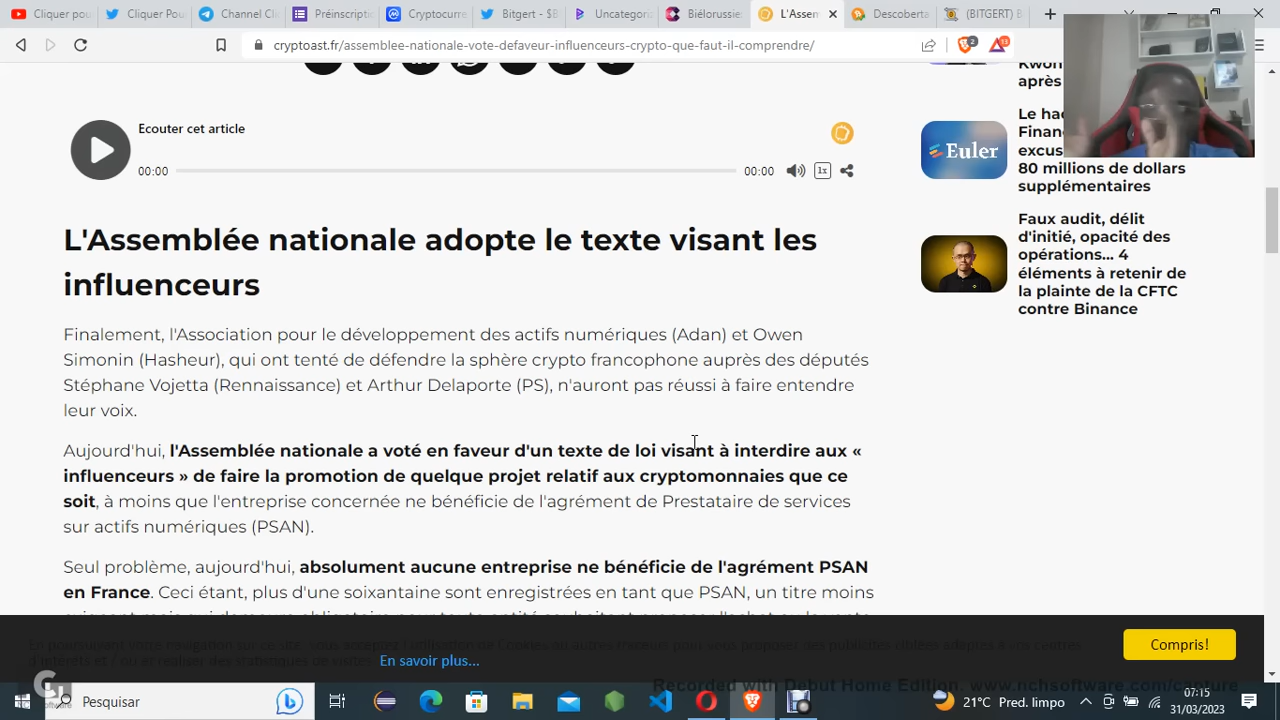 Cliquer pou
Cliquer Pou
Telegram
Channel Cl
Préinscripti
Cryptocurre
Bitgert - $B
Uncategoriz
Biélorussie:
L'Assem
Descoberta
(BITGERT) B
cryptoast.fr/assemblee-nationale-vote-defaveur-influenceurs-crypto-que-faut-il-comprendre/
2
33
Ecouter cet article
00:00
00:00
1x
L'Assemblée nationale adopte le texte visant les
influenceurs
Finalement, l'Association pour le développement des actifs numériques (Adan) et Owen
Simonin (Hasheur), qui ont tenté de défendre la sphère crypto francophone auprès des députés
Stéphane Vojetta (Rennaissance) et Arthur Delaporte (PS), n'auront pas réussi à faire entendre
leur voix.
Aujourd'hui, l'Assemblée nationale a voté en faveur d'un texte de loi visant à interdire aux «
influenceurs » de faire la promotion de quelque projet relatif aux cryptomonnaies que ce
soit, à moins que l'entreprise concernée ne bénéficie de l'agrément de Prestataire de services
sur actifs numériques (PSAN).
Seul problème, aujourd'hui, absolument aucune entreprise ne bénéficie de l'agrément PSAN
en France. Ceci étant, plus d'une soixantaine sont enregistrées en tant que PSAN, un titre moins
après
Le ha
Euler
Finan
excus
80 millions de dollars
supplémentaires
Faux audit, délit
d'initié, opacité des
opérations... 4
éléments à retenir de
la plainte de la CFTC
contre Binance
En savoir plus...
Compris!
Recorded with Debut Home Edition. www.nchsoftware.com/capture
Pesquisar
21°C Pred. limpo
07:15
31/03/2023